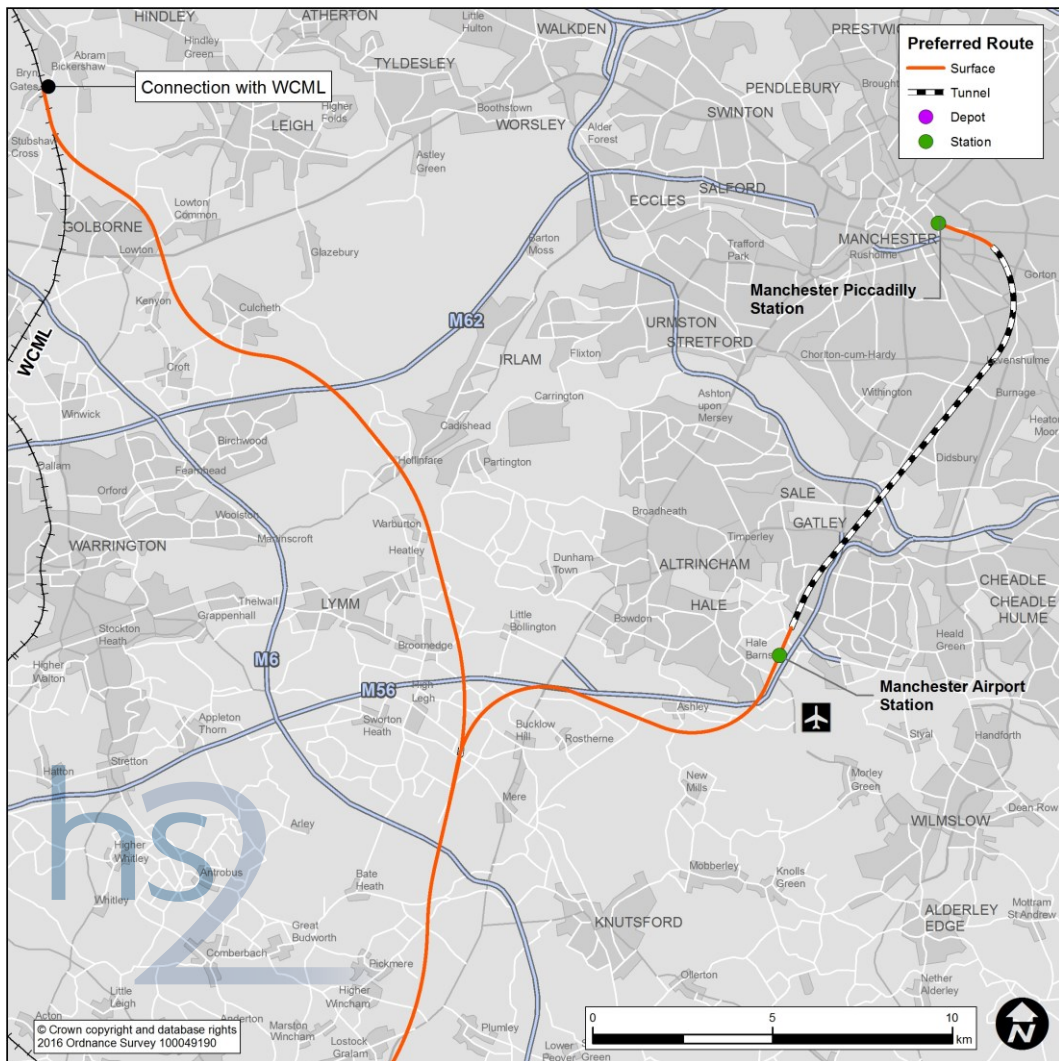 HINDLEY
ATHERTON
Little
Hulton
WALKDEN
Hindley
Green
Abram
Bickershaw
Bryn
Gates
Connection with WCML
TYLDESLEY
PENDLEBURY
SWINTON
Preferred Route
Surface
Tunnel
Depot
Station
Stubshaw
Cross
LEIGH
Higher
Folds
Boothstown
WORSLEY
Alder
Forest
Astley
Green
Lowton
Common
GOLBORNE
Lowton
Glazebury
ECCLES
SALFORD
Barton
Moss
Trafford
Park
MANCHESTER
Rusholme
Gorton
Manchester Piccadilly
Station
Kenyon
Culcheth
M62
URMSTON
STRETFORD
WCML
Croft
IRLAM
Flixton
Chorlton-cum-Hardy
Withington
Burnage
Carrington
Ashton
upon
Mersey
Winwick
Birchwood
Cadishead
Hollinfare
Partington
Fearnhead
Orford
Didsbury
Woolston
SALE
GATLEY
Broadheath
Timperley
Warburton
WARRINGTON
Martinscroft
Heatley
Dunham
Town
ALTRINCHAM
CHEADLE
CHEADLE
HULME
Thelwall
Grappenhall
LYMM
HALE
Little
Bollington
Bowdon
Stockton
Heath
Broomedge
Hale
Barns
Heald
Green
Higher
Walton
M6
M56
High
Legh
Manchester Airport
Station
Ashley
Appleton
Thorn
Sworton
Heath
Bucklow
Hill
Rostherne
Styal
Handforth
Stretton
Hatton
New
Mills
Morley
Green
Mere
Dean Row
WILMSLOW
hs2
Arley
Higher
Whitley
Antrobus
Bate
Heath
Mobberley
Knolls
Green
Whitley
Mottram
St Andrew
ALDERLEY
EDGE
KNUTSFORD
Great
Budworth
Comberbach
Pickmere
Ollerton
Nether
Alderley
Little
Leigh
Higher
Wincham
Acton
Anderton
Marston
Wincham
Plumley
Lostock
Gralam
Lower
Peover
© Crown copyright and database rights
2016 Ordnance Survey 100049190
0 5 10
km
N